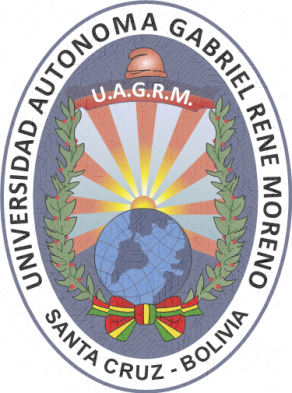 UNIVERSIDAD AUTONOMA GABRIEL RENE MORENO
U.A.G.R.M.
SANTA CRUZ - BOLIVIA